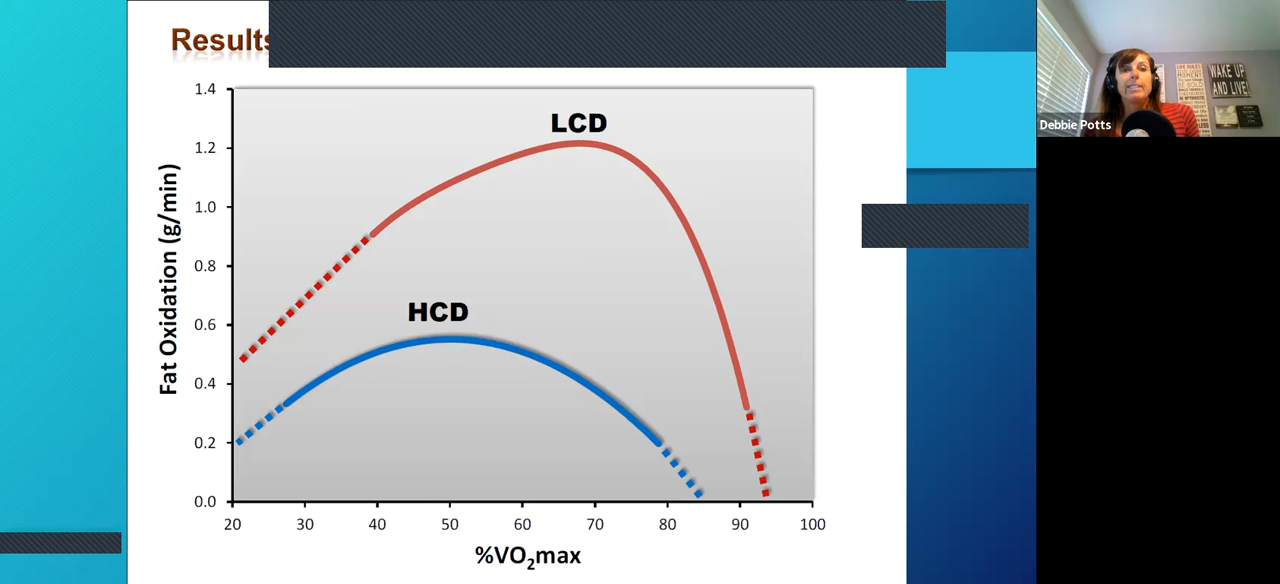 Results
1.4
LCD
1.2
1.0
0.8
HCD
0.6
0.4
0.2
0.0
Fat Oxidation (g/min)
20 30 40 50 60 70 80 90 100
%VO₂max
WAKE UP
AND LIVE!
Debbie Potts